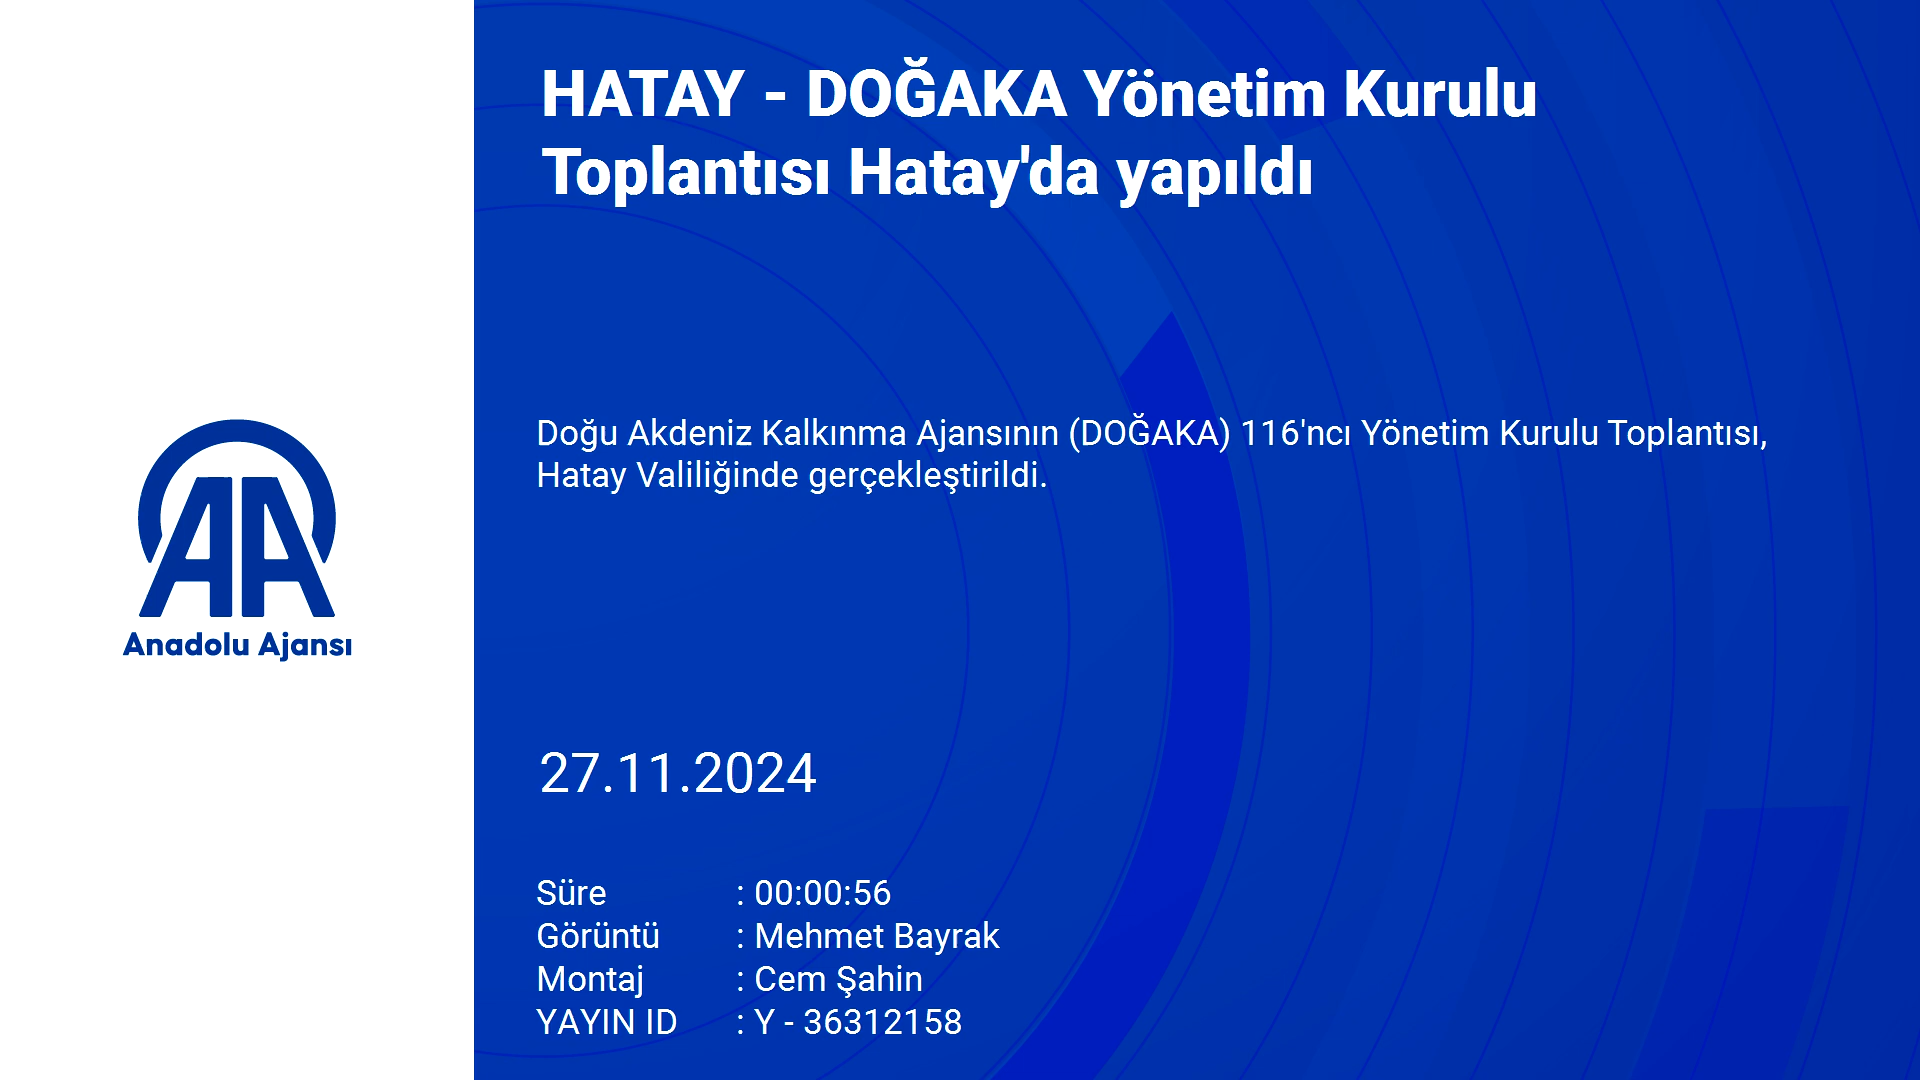 HATAY - DOĞAKA Yönetim Kurulu
Toplantısı Hatay'da yapıldı
Doğu Akdeniz Kalkınma Ajansının (DOĞAKA) 116'ncı Yönetim Kurulu Toplantısı,
Hatay Valiliğinde gerçekleştirildi.
AA
Anadolu Ajansı
27.11.2024
Süre : 00:00:56
Görüntü : Mehmet Bayrak
Montaj : Cem Şahin
YAYIN ID : Y - 36312158